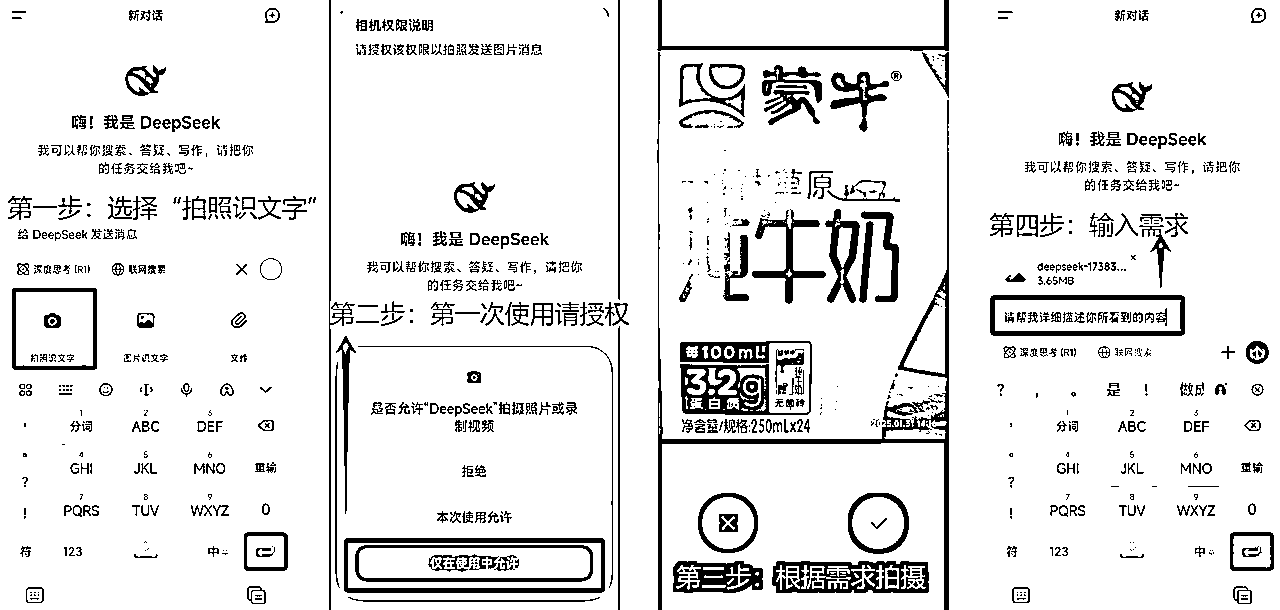 新对话
嗨！我是 DeepSeek
我可以帮你搜索、答疑、写作，请把你
的任务交给我吧~
第一步：选择“拍照识文字”
给 DeepSeek 发送消息
深度思考 (R1) 联网搜索
拍照识文字 图片识文字 文件
1 2 3
, 分词 ABC DEF
4 5 6
。 GHI JKL MNO 重输
?
7 8 9
! PQRS TUV WXYZ 0
符 123 中
相机权限说明
请授权该权限以拍照发送图片消息
嗨！我是 DeepSeek
我可以帮你搜索、答疑、写作，请把你
的任务交给我吧~
第二步：第一次使用请授权
是否允许“DeepSeek”拍摄照片或录
制视频
拒绝
本次使用允许
仅在使用中允许
蒙牛®
草原
纯牛奶
每100mL
3.2g
蛋白质
无菌砖
净含量/规格:250mLx24
第三步：根据需求拍摄
新对话
嗨！我是 DeepSeek
我可以帮你搜索、答疑、写作，请把你
的任务交给我吧~
第四步：输入需求
deepseek-17383...
3.65MB
请帮我详细描述你所看到的内容
深度思考 (R1) 联网搜索
? , 。 是 ! 做成
1 2 3
, 分词 ABC DEF
4 5 6
。 GHI JKL MNO 重输
?
7 8 9
! PQRS TUV WXYZ 0
符 123 中